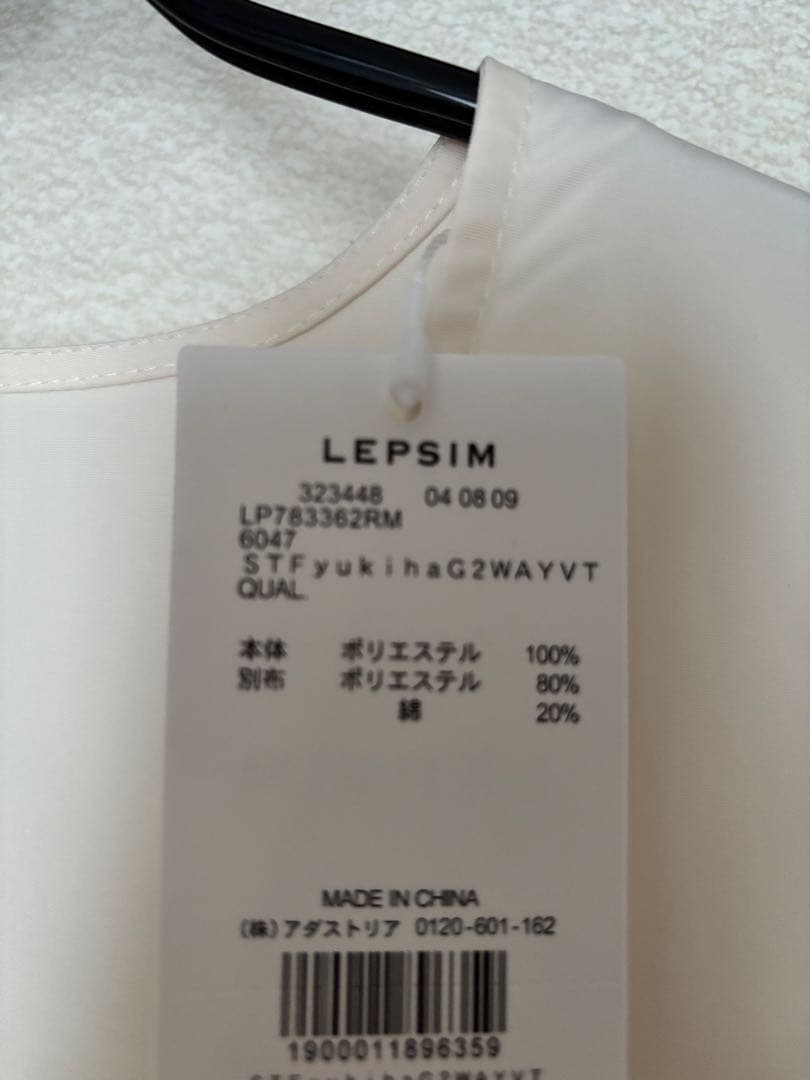 LEPSIM
323448 04 08 09
LP783362RM
6047
STFyukihaG2WAYVT
QUAL.
本体 ポリエステル 100%
別布 ポリエステル 80%
綿 20%
MADE IN CHINA
(株)アダストリア 0120-601-162
1900011896359
STFyukihaG2WAYVT